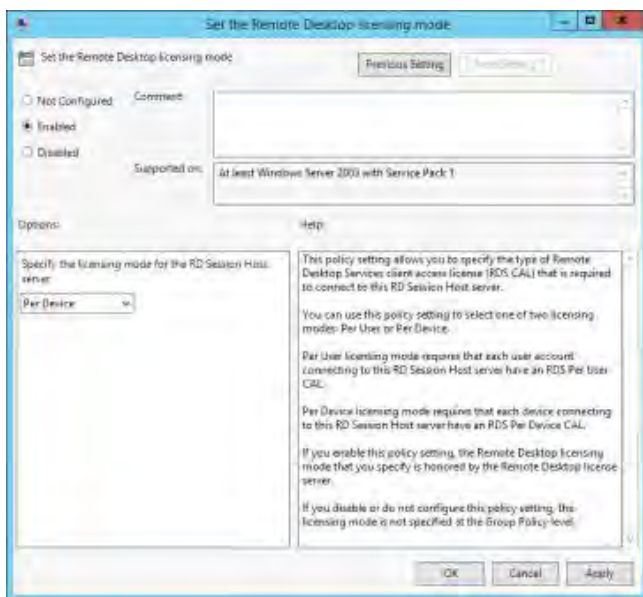 Set the Remote Desktop licensing mode
Set the Remote Desktop licensing mode
Previous Setting
Next Setting
Not Configured
Comment:
Enabled
Disabled
Supported on:
At least Windows Server 2003 with Service Pack 1
Options:
Help:
Specify the licensing mode for the RD Session Host
server.
Per Device
This policy setting allows you to specify the type of Remote
Desktop Services client access license (RDS CAL) that is required
to connect to this RD Session Host server.
You can use this policy setting to select one of two licensing
modes: Per User or Per Device.
Per User licensing mode requires that each user account
connecting to this RD Session Host server have an RDS Per User
CAL.
Per Device licensing mode requires that each device connecting
to this RD Session Host server have an RDS Per Device CAL.
If you enable this policy setting, the Remote Desktop licensing
mode that you specify is honored by the Remote Desktop license
server.
If you disable or do not configure this policy setting, the
licensing mode is not specified at the Group Policy level.
OK
Cancel
Apply